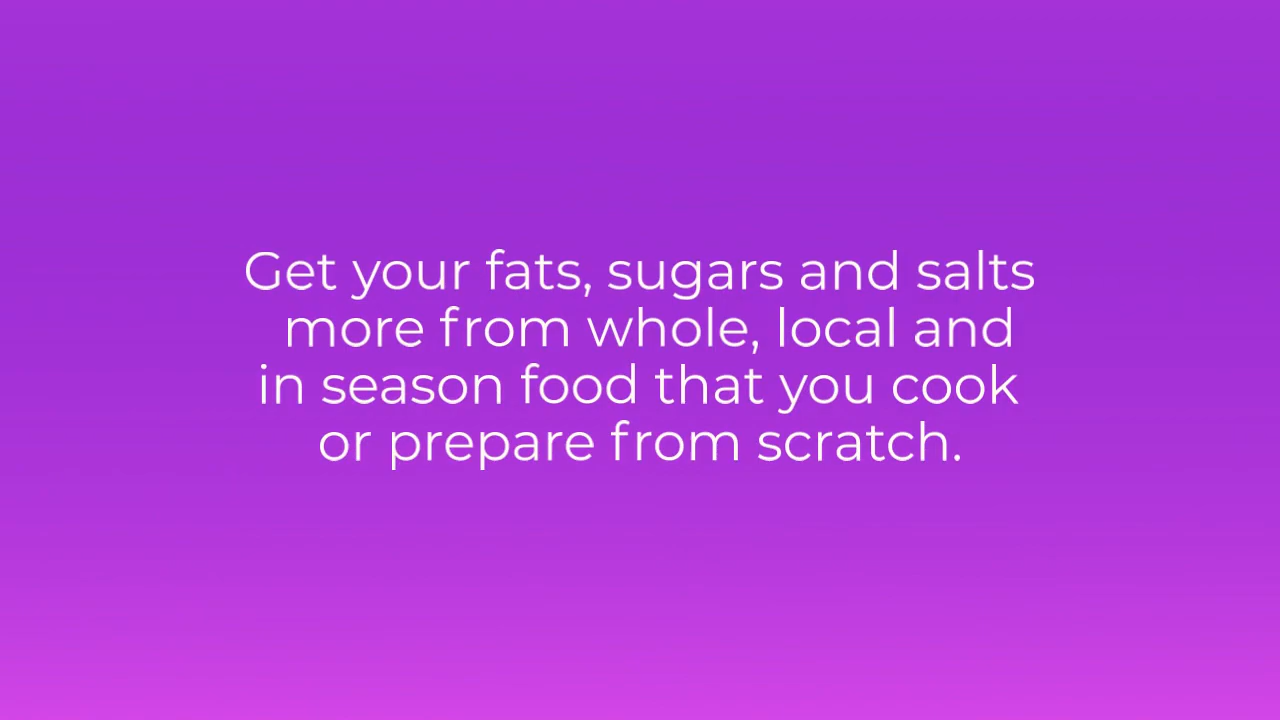 Get your fats, sugars and salts
more from whole, local and
in season food that you cook
or prepare from scratch.